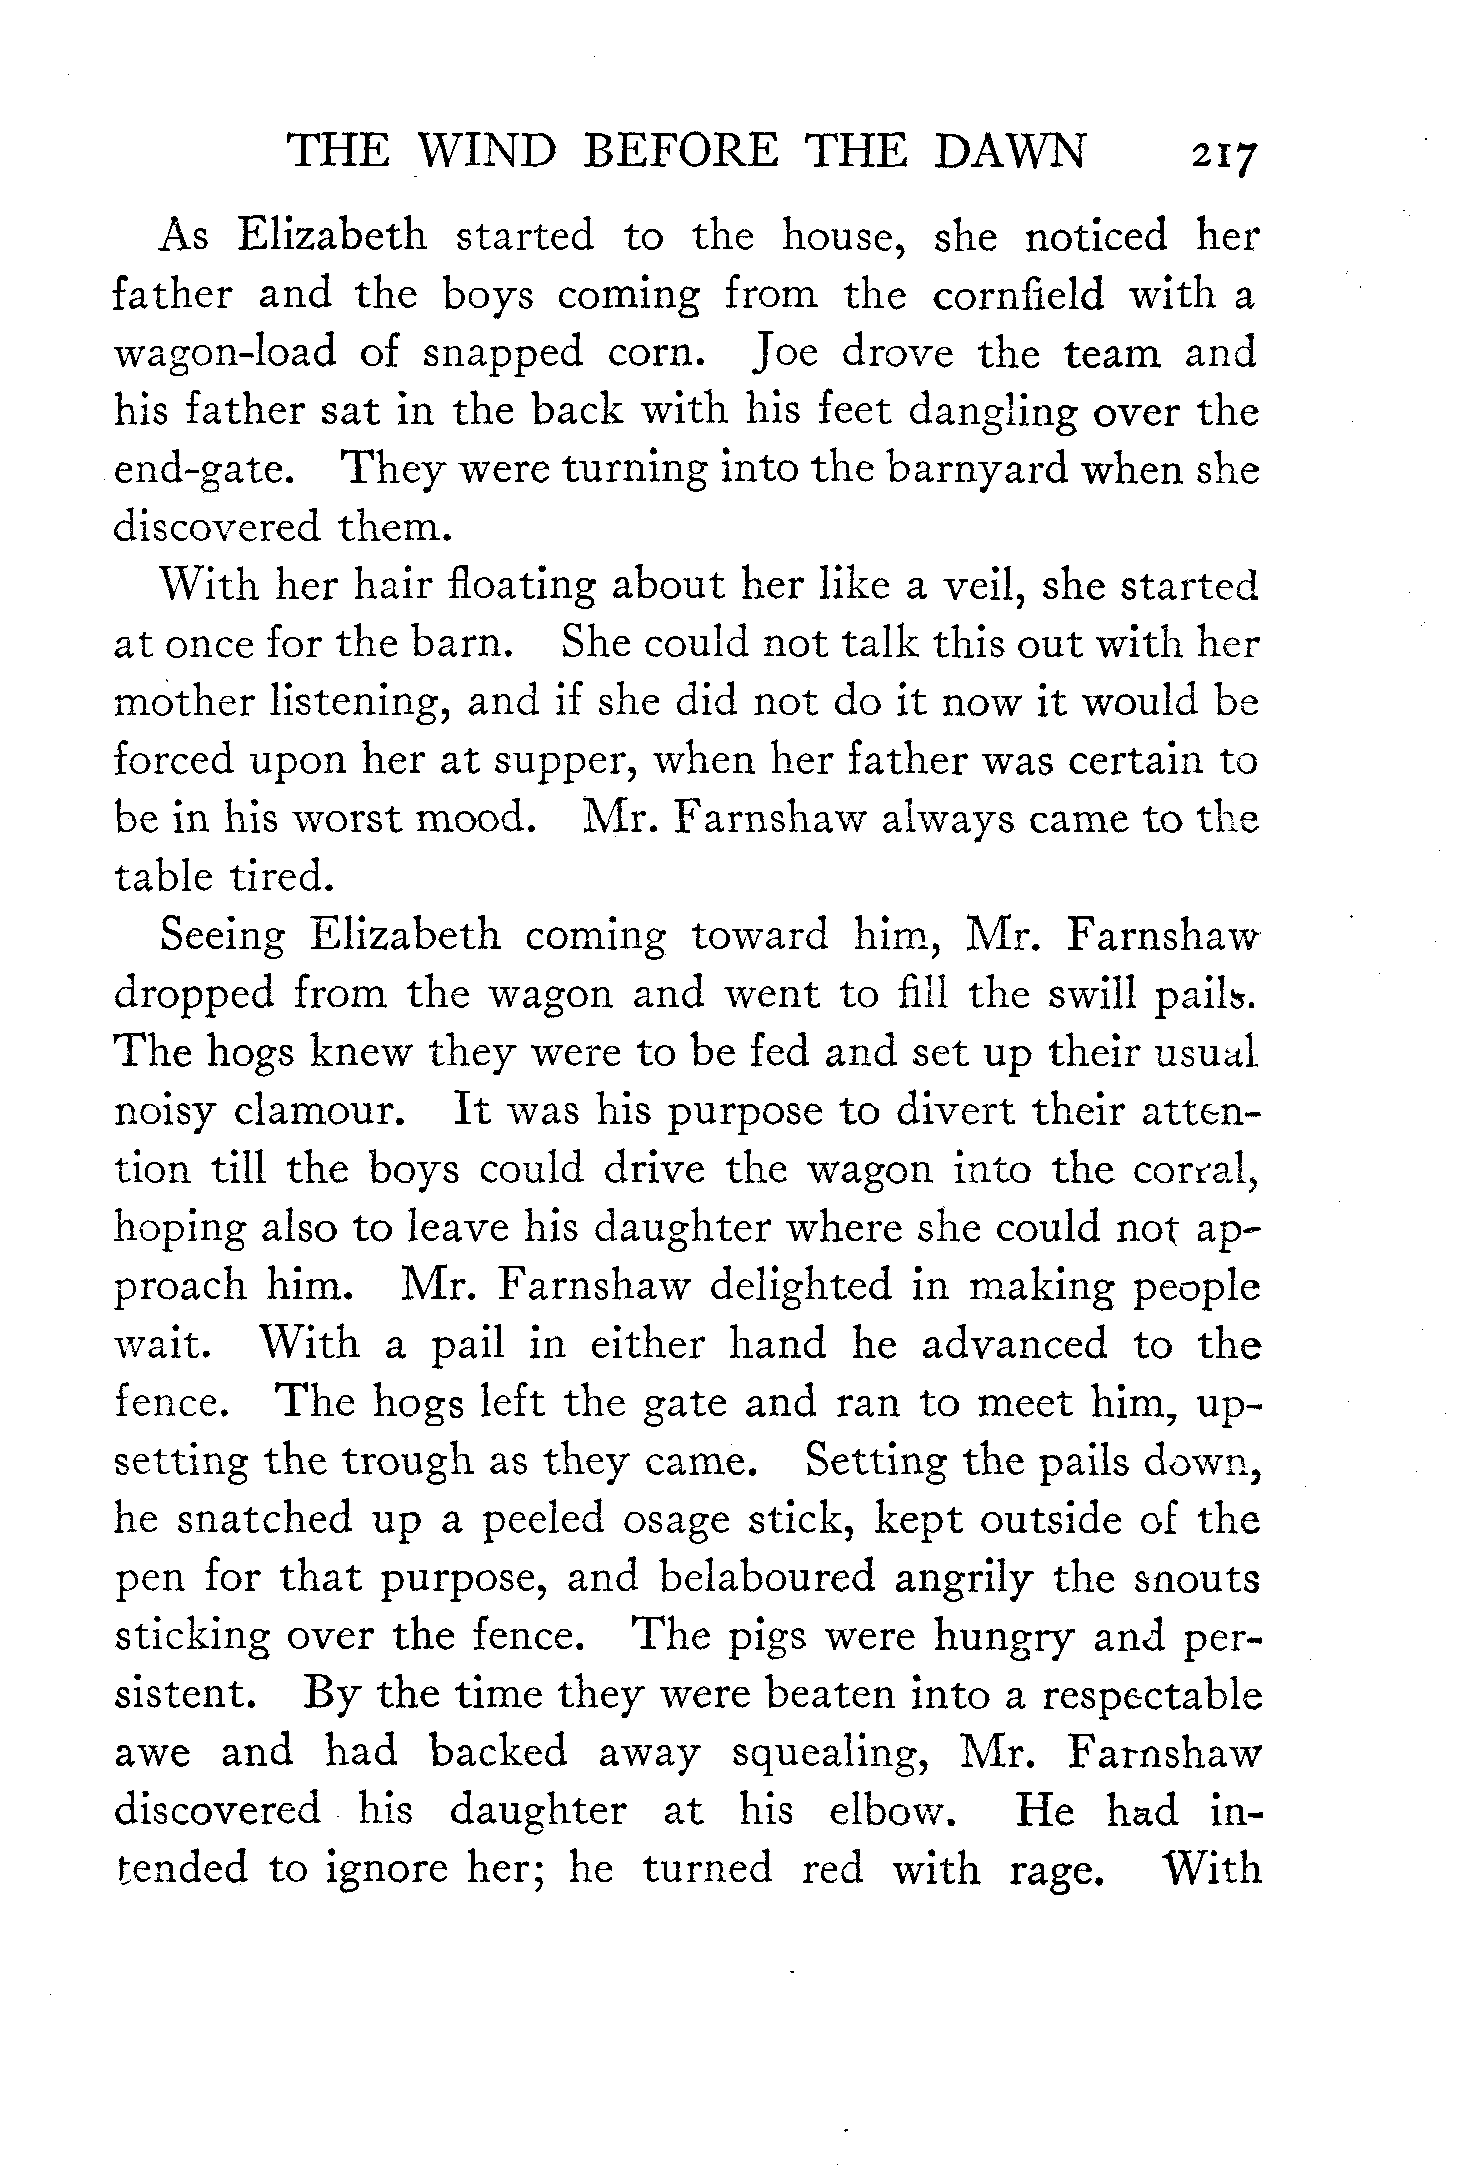 THE WIND BEFORE THE DAWN 217
As Elizabeth started to the house, she noticed her
father and the boys coming from the cornfield with a
wagon-load of snapped corn. Joe drove the team and
his father sat in the back with his feet dangling over the
end-gate. They were turning into the barnyard when she
discovered them.
With her hair floating about her like a veil, she started
at once for the barn. She could not talk this out with her
mother listening, and if she did not do it now it would be
forced upon her at supper, when her father was certain to
be in his worst mood. Mr. Farnshaw always came to the
table tired.
Seeing Elizabeth coming toward him, Mr. Farnshaw
dropped from the wagon and went to fill the swill pails.
The hogs knew they were to be fed and set up their usual
noisy clamour. It was his purpose to divert their atten-
tion till the boys could drive the wagon into the corral,
hoping also to leave his daughter where she could not ap-
proach him. Mr. Farnshaw delighted in making people
wait. With a pail in either hand he advanced to the
fence. The hogs left the gate and ran to meet him, up-
setting the trough as they came. Setting the pails down,
he snatched up a peeled osage stick, kept outside of the
pen for that purpose, and belaboured angrily the snouts
sticking over the fence. The pigs were hungry and per-
sistent. By the time they were beaten into a respectable
awe and had backed away squealing, Mr. Farnshaw
discovered his daughter at his elbow. He had in-
tended to ignore her; he turned red with rage. With